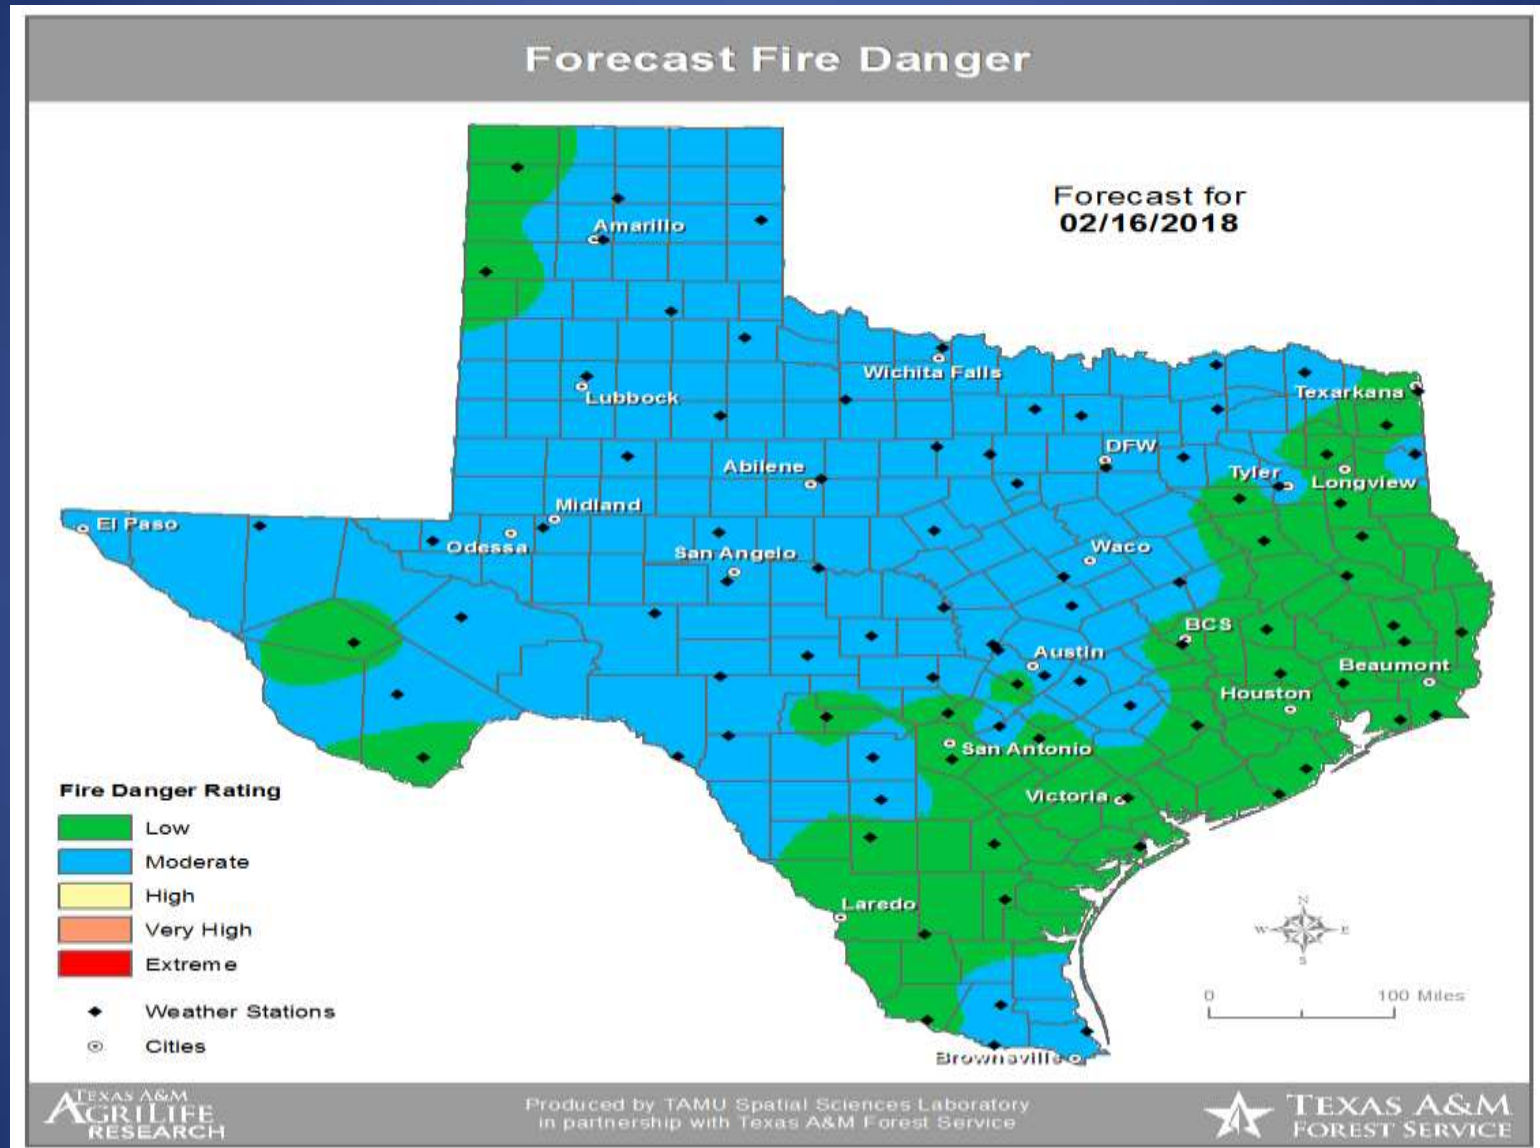 Forecast Fire Danger
Forecast for
02/16/2018
Amarillo
Wichita Falls
Texarkana
Lubbock
DFW
Abilene
Tyler
Longview
Midland
El Paso
Odessa
San Angelo
Waco
BCS
Austin
Beaumont
Houston
San Antonio
Victoria
Laredo
Brownsville
Fire Danger Rating
Low
Moderate
High
Very High
Extreme
Weather Stations
Cities
N
W E
S
0 100 Miles
TEXAS A&M
AGRILIFE
RESEARCH
Produced by TAMU Spatial Sciences Laboratory
in partnership with Texas A&M Forest Service
TEXAS A&M
FOREST SERVICE